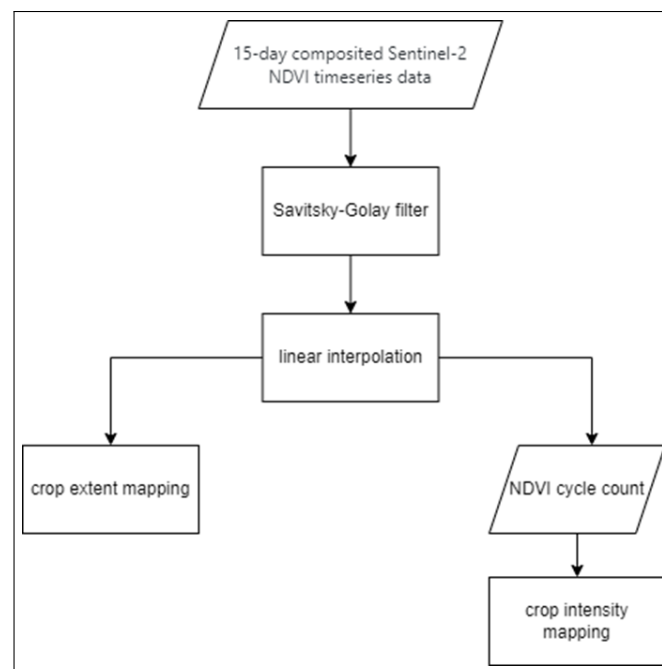 15-day composited Sentinel-2
NDVI timeseries data
Savitsky-Golay filter
linear interpolation
crop extent mapping
NDVI cycle count
crop intensity
mapping